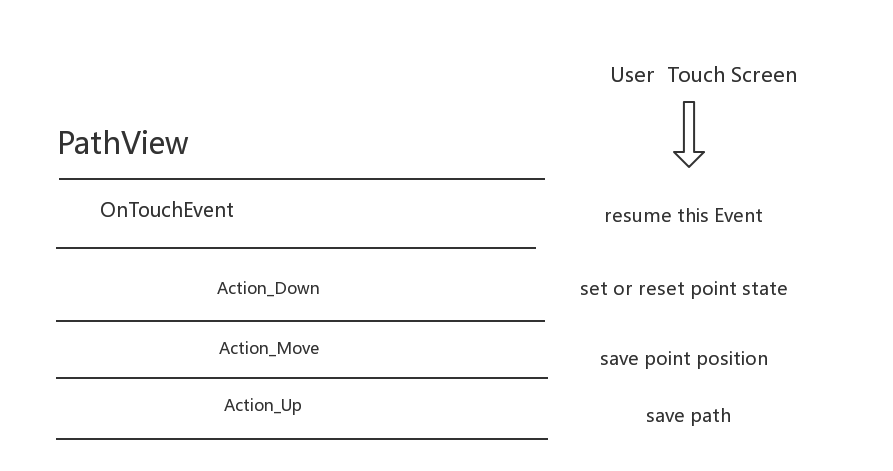 User Touch Screen
PathView
OnTouchEvent
resume this Event
Action_Down
set or reset point state
Action_Move
save point position
Action_Up
save path